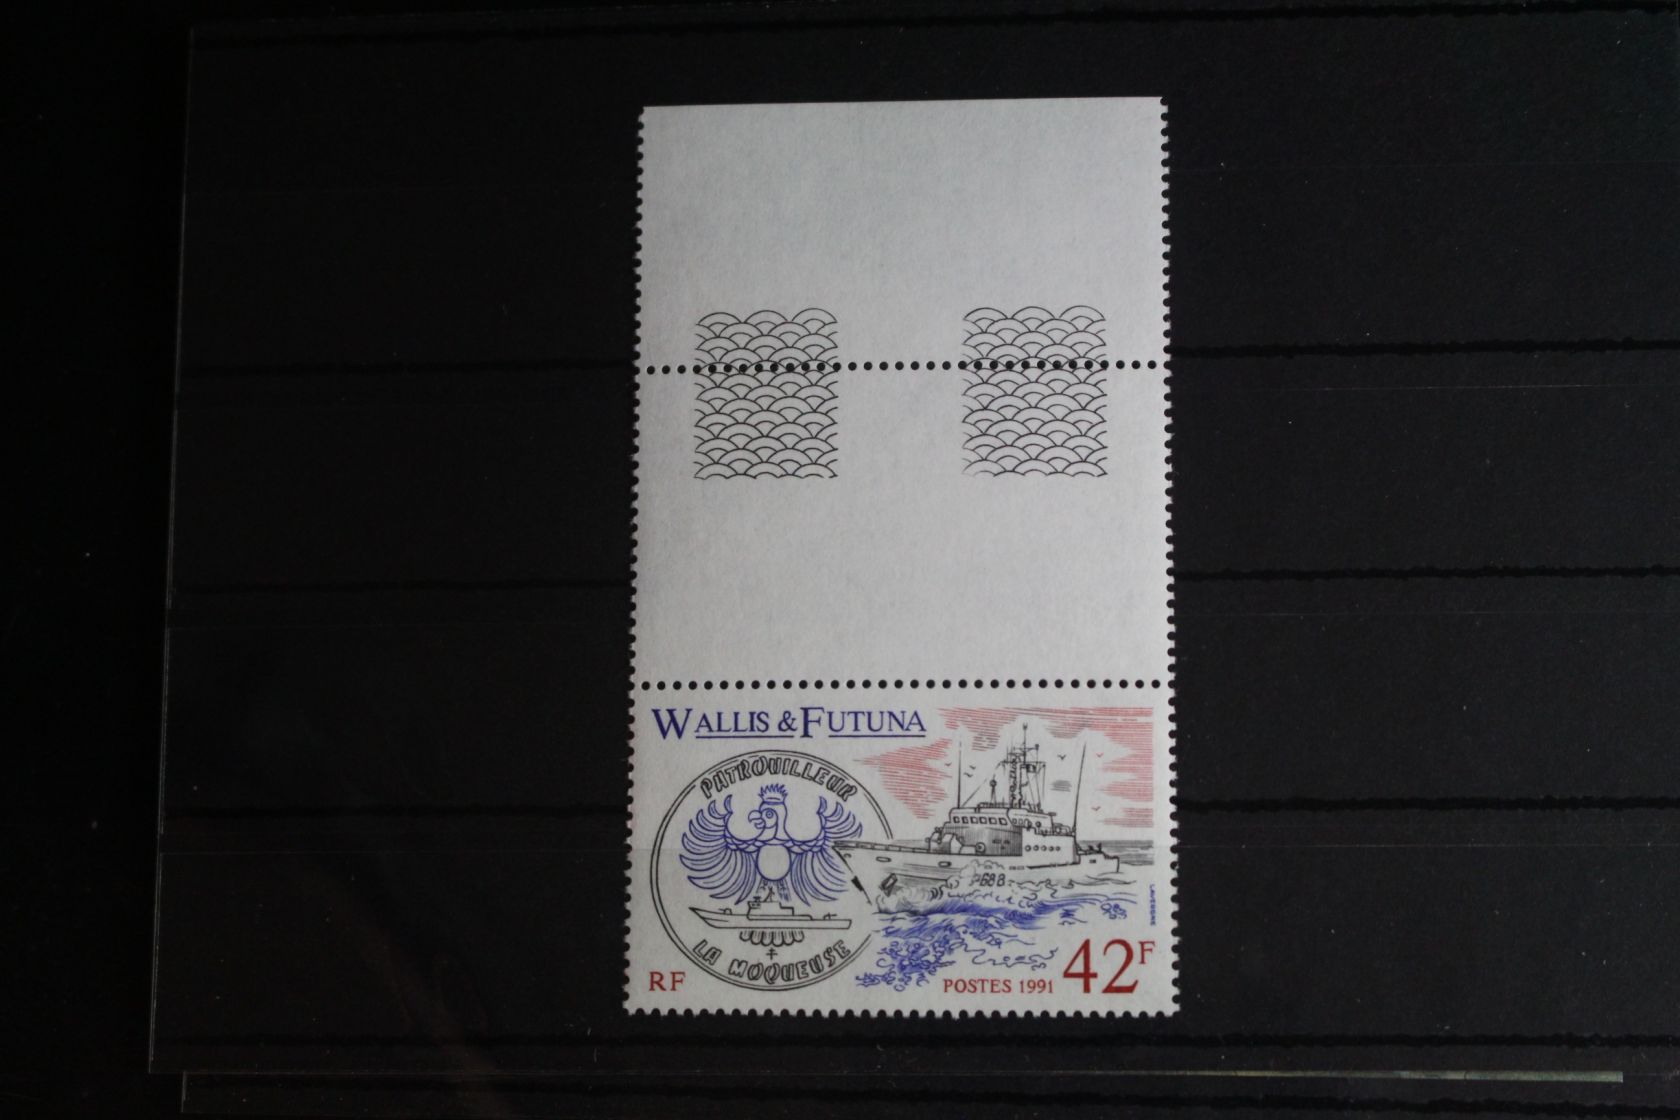 WALLIS & FUTUNA
PATROUILLEUR
LA MOQUEUSE
P688
RF
POSTES 1991
42F